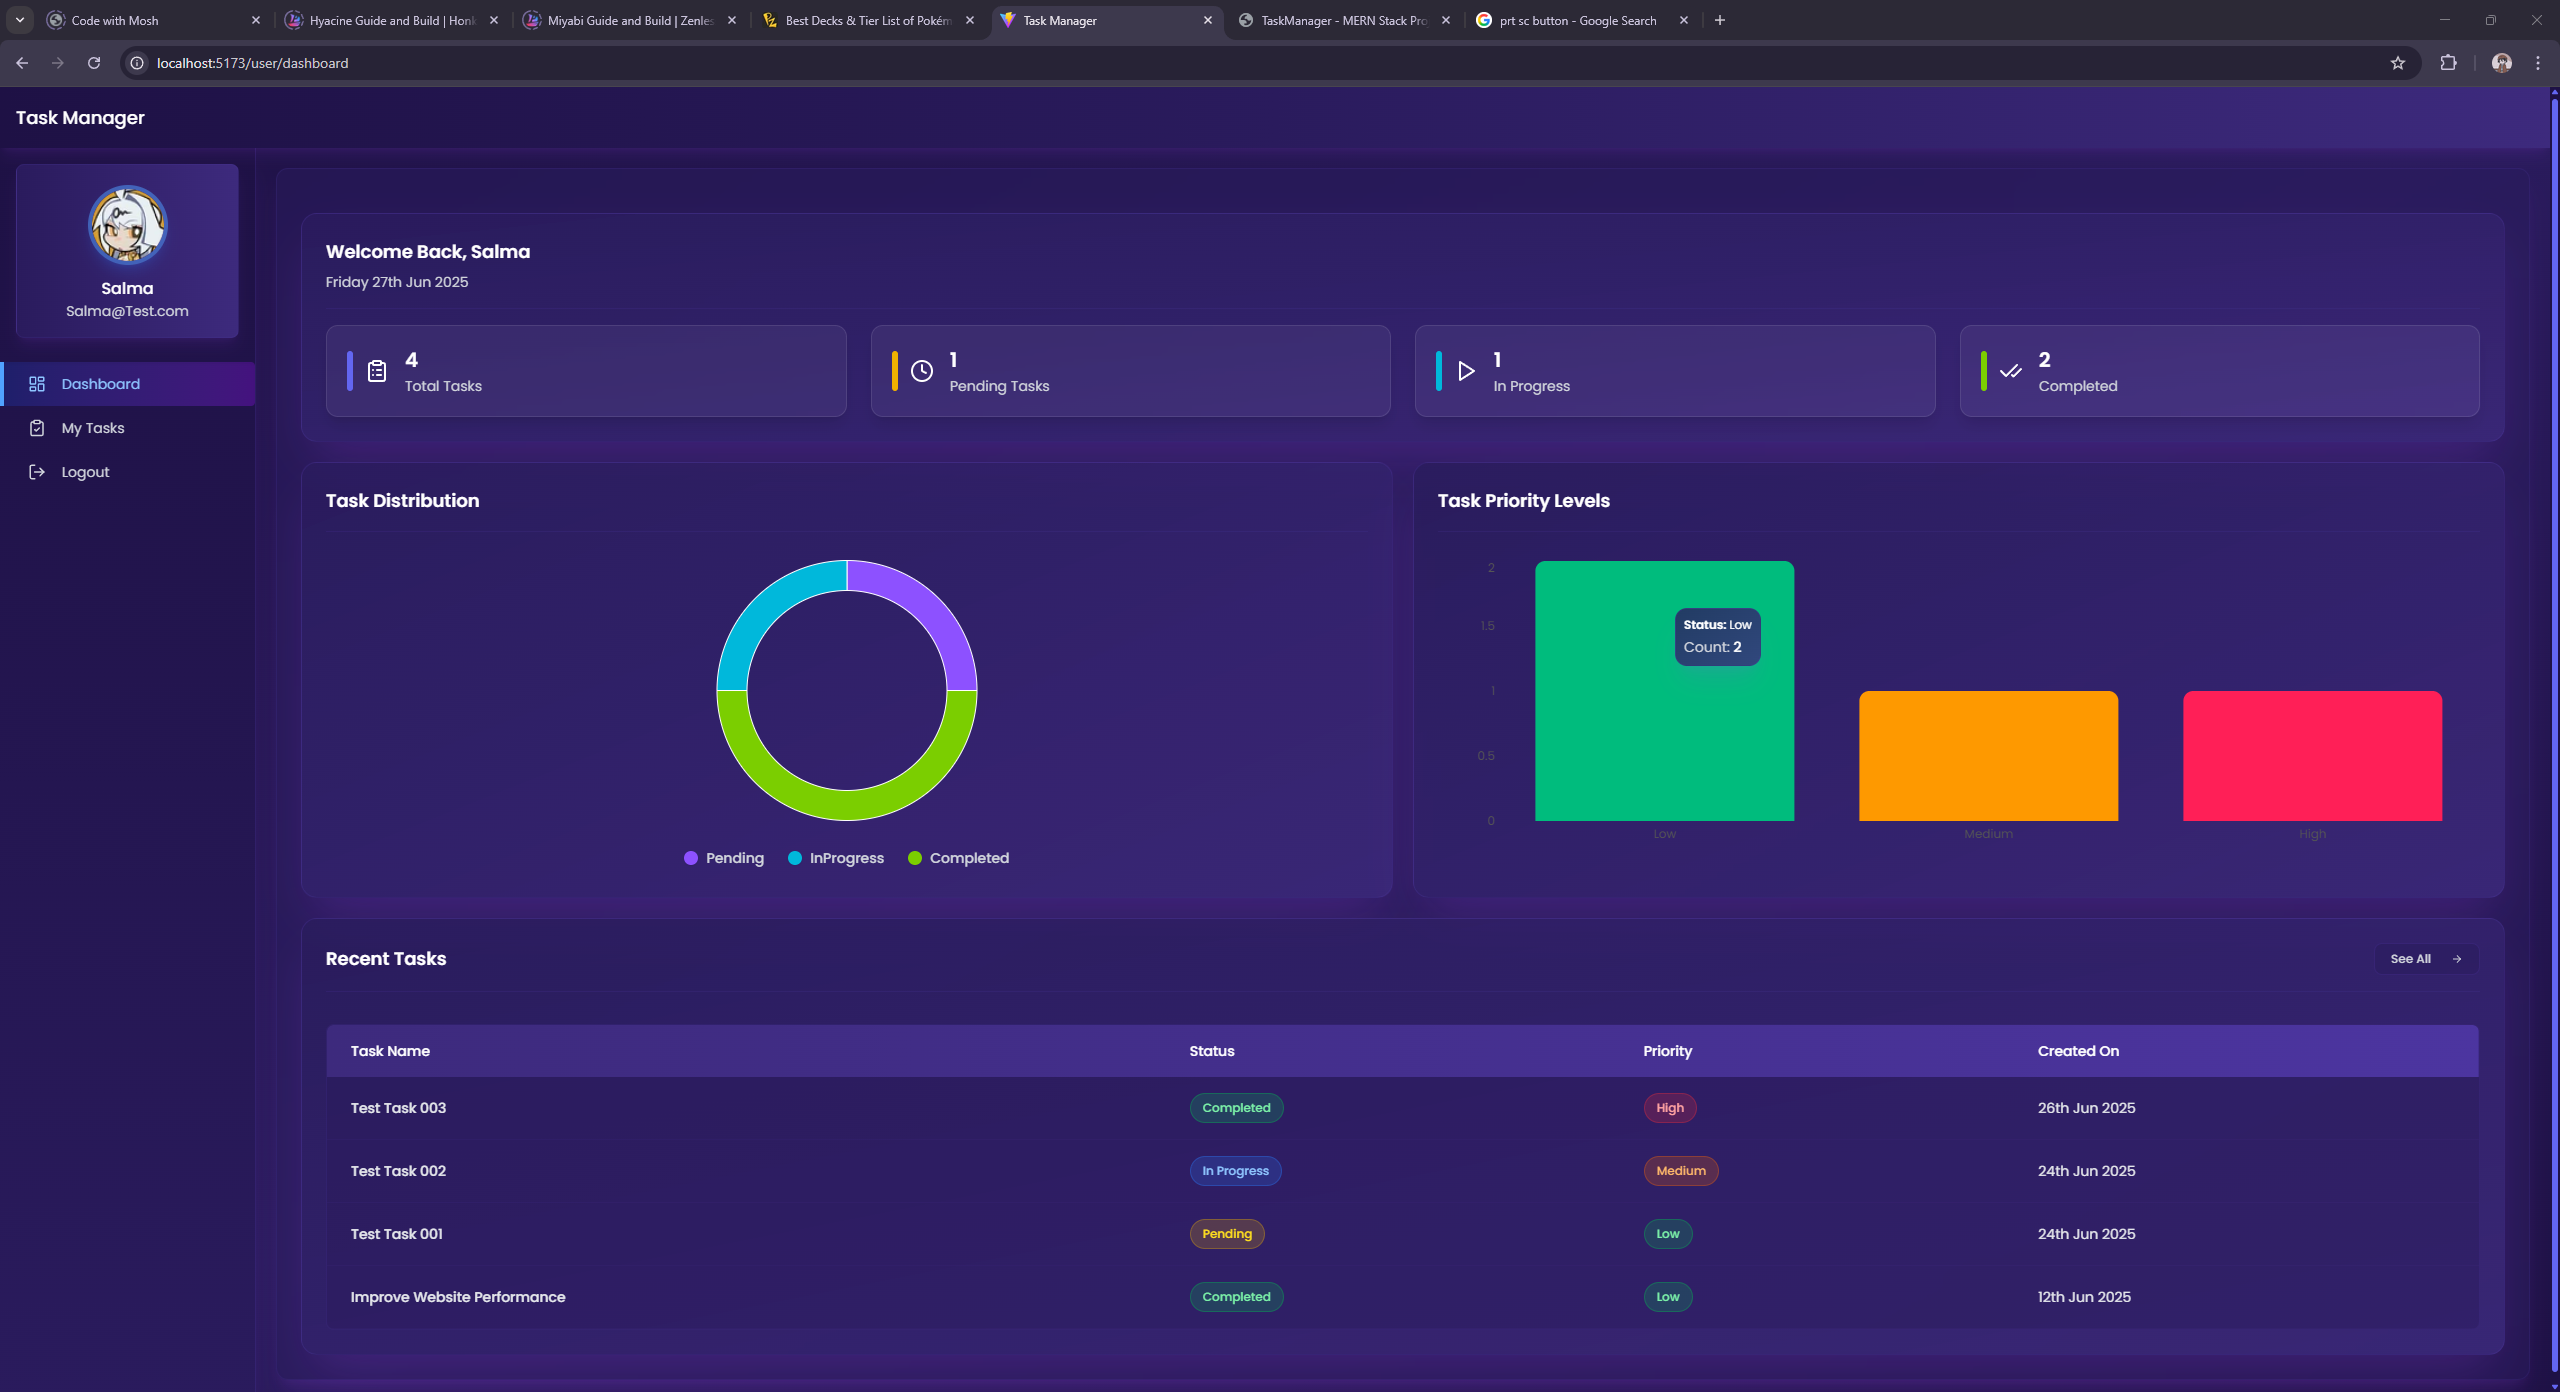 Code with Mosh
Hyacine Guide and Build | Honk
Miyabi Guide and Build | Zenles
Best Decks & Tier List of Pokém
Task Manager
TaskManager - MERN Stack Pro
prt sc button - Google Search
localhost:5173/user/dashboard
Task Manager
Salma
Salma@Test.com
Dashboard
My Tasks
Logout
Welcome Back, Salma
Friday 27th Jun 2025
4
Total Tasks
1
Pending Tasks
1
In Progress
2
Completed
Task Distribution
Pending
InProgress
Completed
Task Priority Levels
2
1.5
1
0.5
0
Status: Low
Count: 2
Low
Medium
High
Recent Tasks
See All
Task Name Status Priority Created On
Test Task 003 Completed High 26th Jun 2025
Test Task 002 In Progress Medium 24th Jun 2025
Test Task 001 Pending Low 24th Jun 2025
Improve Website Performance Completed Low 12th Jun 2025